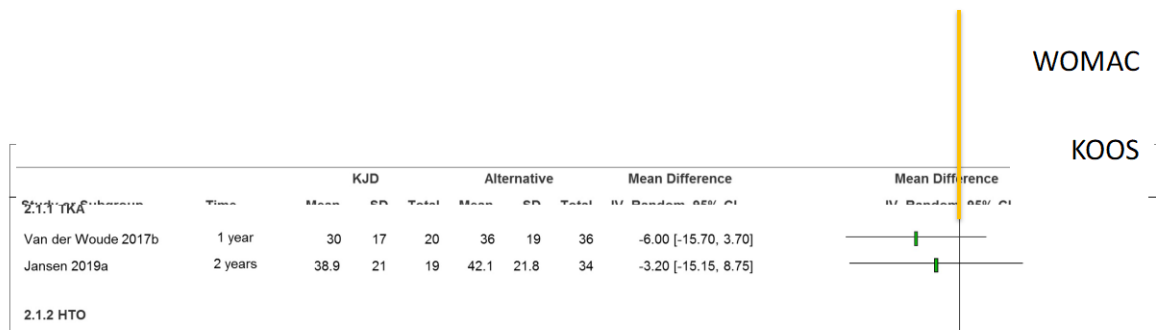 WOMAC
KOOS
KJD Alternative Mean Difference Mean Difference
2.1.1 TKA
Van der Woude 2017b 1 year 30 17 20 36 19 36 -6.00 [-15.70, 3.70]
Jansen 2019a 2 years 38.9 21 19 42.1 21.8 34 -3.20 [-15.15, 8.75]
2.1.2 HTO